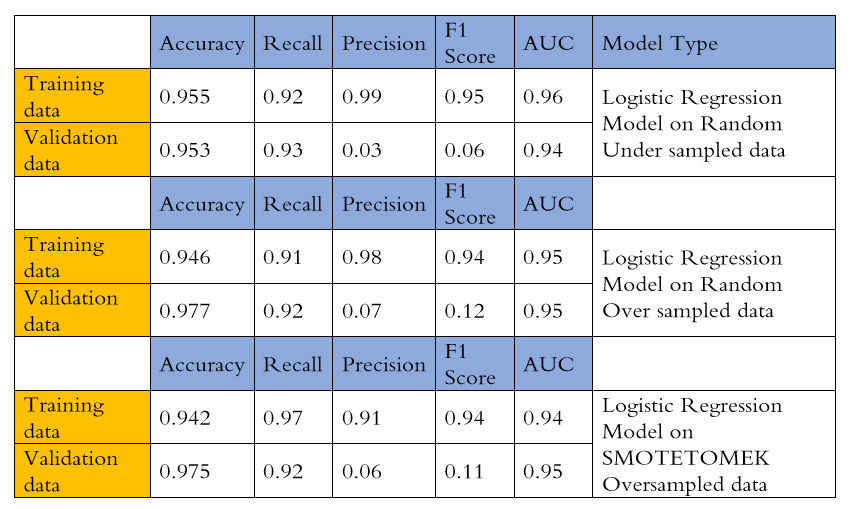 Accuracy Recall Precision F1 Score AUC Model Type
Training data 0.955 0.92 0.99 0.95 0.96 Logistic Regression Model on Random Under sampled data
Validation data 0.953 0.93 0.03 0.06 0.94
Accuracy Recall Precision F1 Score AUC
Training data 0.946 0.91 0.98 0.94 0.95 Logistic Regression Model on Random Over sampled data
Validation data 0.977 0.92 0.07 0.12 0.95
Accuracy Recall Precision F1 Score AUC
Training data 0.942 0.97 0.91 0.94 0.94 Logistic Regression Model on SMOTETOMEK Oversampled data
Validation data 0.975 0.92 0.06 0.11 0.95